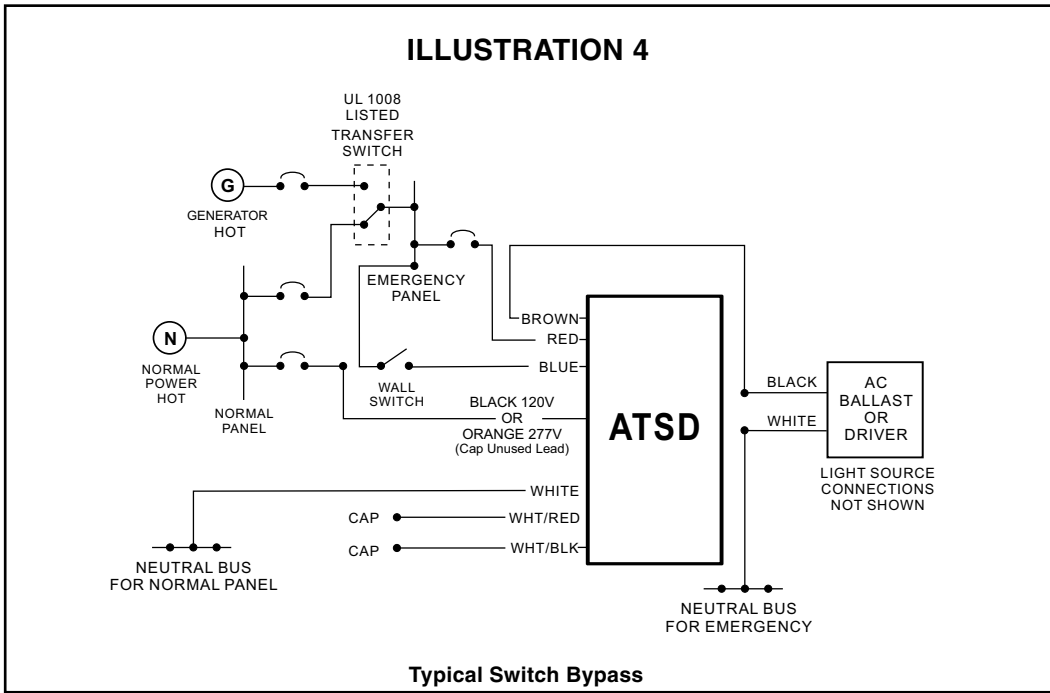 ILLUSTRATION 4
UL 1008
LISTED
TRANSFER
SWITCH
G
GENERATOR
HOT
EMERGENCY
PANEL
N
NORMAL
POWER
HOT
NORMAL
PANEL
WALL
SWITCH
BROWN
RED
BLUE
BLACK 120V
OR
ORANGE 277V
(Cap Unused Lead)
WHITE
CAP
WHT/RED
CAP
WHT/BLK
ATSD
BLACK
WHITE
AC
BALLAST
OR
DRIVER
LIGHT SOURCE
CONNECTIONS
NOT SHOWN
NEUTRAL BUS
FOR NORMAL PANEL
NEUTRAL BUS
FOR EMERGENCY
Typical Switch Bypass